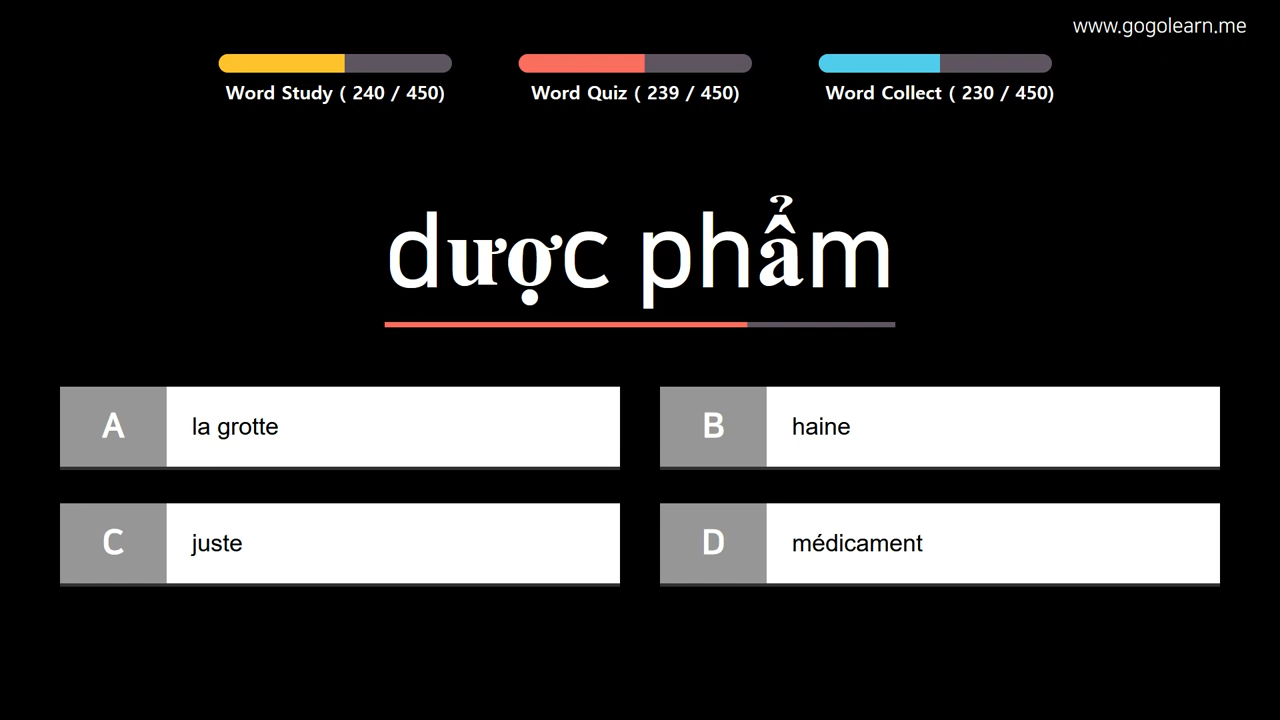 www.gogolearn.me
Word Study ( 240 / 450)
Word Quiz ( 239 / 450)
Word Collect ( 230 / 450)
dược phẩm
A la grotte
B haine
C juste
D médicament